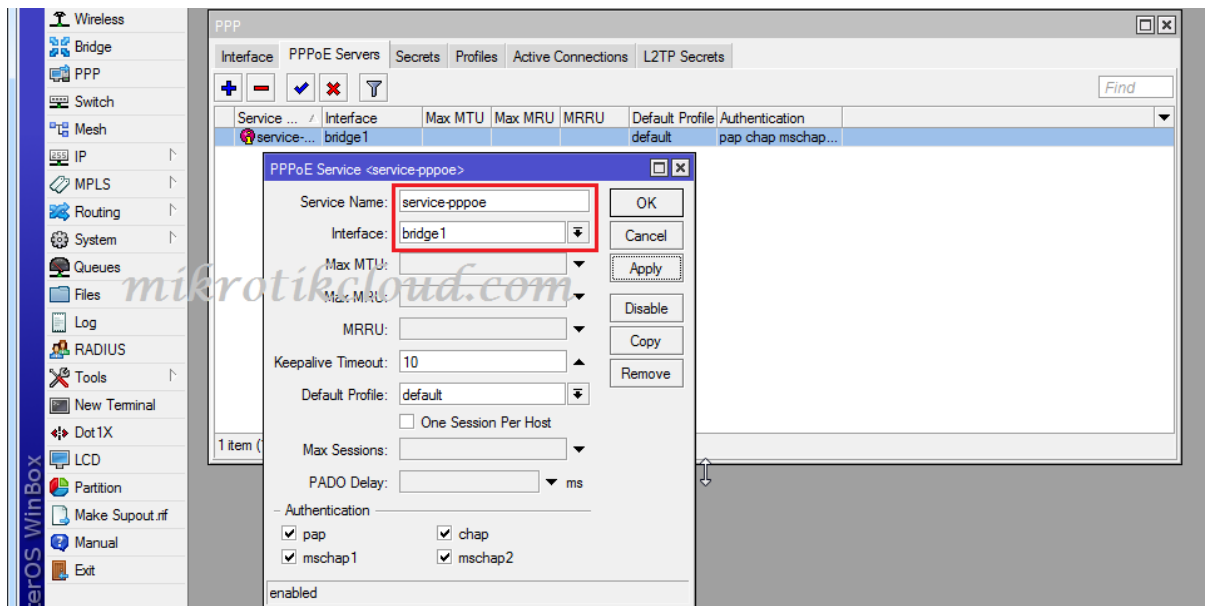 Wireless
Bridge
PPP
Switch
Mesh
IP
MPLS
Routing
System
Queues
Files
Log
RADIUS
Tools
New Terminal
Dot1X
LCD
Partition
Make Supout.rif
Manual
Exit
terOS WinBox
PPP
Interface PPPoE Servers Secrets Profiles Active Connections L2TP Secrets
Find
Service ... Interface Max MTU Max MRU MRRU Default Profile Authentication
service-... bridge1 default pap chap mschap...
1 item (
PPPoE Service <service-pppoe>
Service Name: service-pppoe
Interface: bridge1
Max MTU:
Max MRU:
MRRU:
Keepalive Timeout: 10
Default Profile: default
One Session Per Host
Max Sessions:
PADO Delay: ms
Authentication
pap chap
mschap1 mschap2
enabled
OK
Cancel
Apply
Disable
Copy
Remove
mikrotikcloud.com